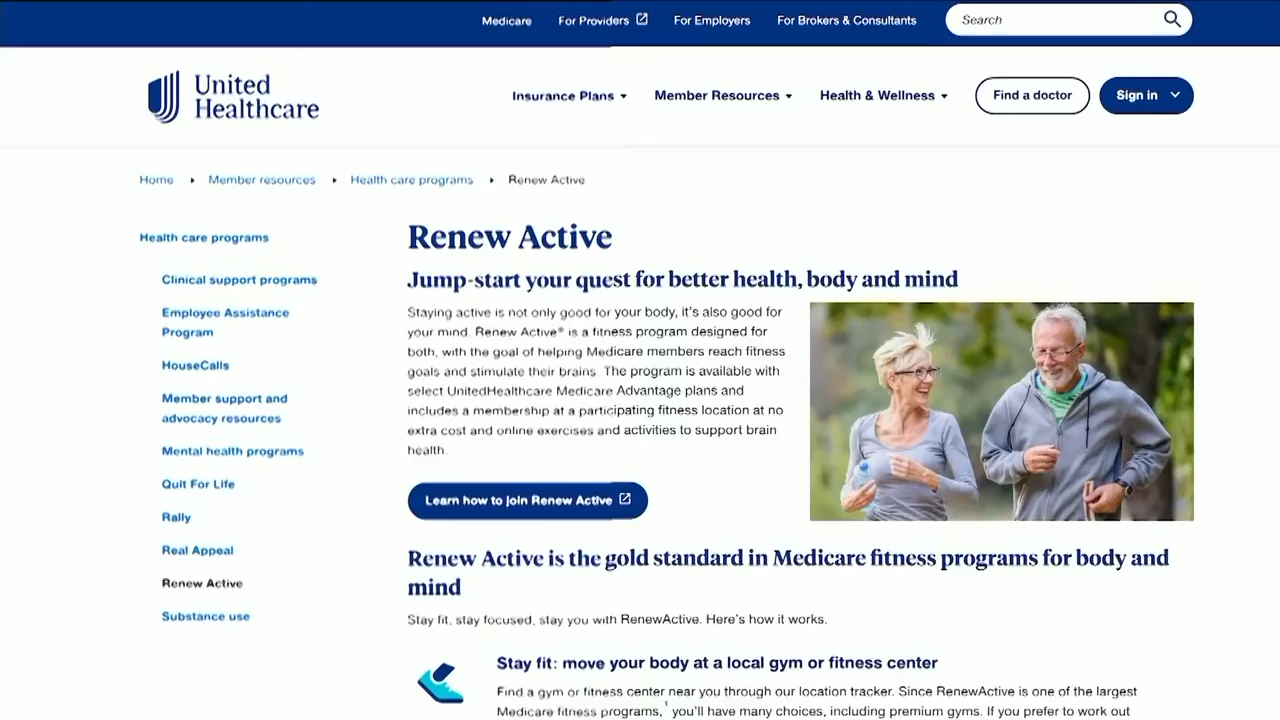 Medicare For Providers For Employers For Brokers & Consultants Search
United
Healthcare
Insurance Plans Member Resources Health & Wellness Find a doctor Sign in
Home Member resources Health care programs Renew Active
Health care programs
Clinical support programs
Employee Assistance
Program
HouseCalls
Member support and
advocacy resources
Mental health programs
Quit For Life
Rally
Real Appeal
Renew Active
Substance use
Renew Active
Jump-start your quest for better health, body and mind
Staying active is not only good for your body, it's also good for
your mind. Renew Active® is a fitness program designed for
both, with the goal of helping Medicare members reach fitness
goals and stimulate their brains. The program is available with
select UnitedHealthcare Medicare Advantage plans and
includes a membership at a participating fitness location at no
extra cost and online exercises and activities to support brain
health.
Learn how to join Renew Active
Renew Active is the gold standard in Medicare fitness programs for body and
mind
Stay fit, stay focused, stay you with RenewActive. Here's how it works.
Stay fit: move your body at a local gym or fitness center
Find a gym or fitness center near you through our location tracker. Since RenewActive is one of the largest
Medicare fitness programs,¹ you'll have many choices, including premium gyms. If you prefer to work out